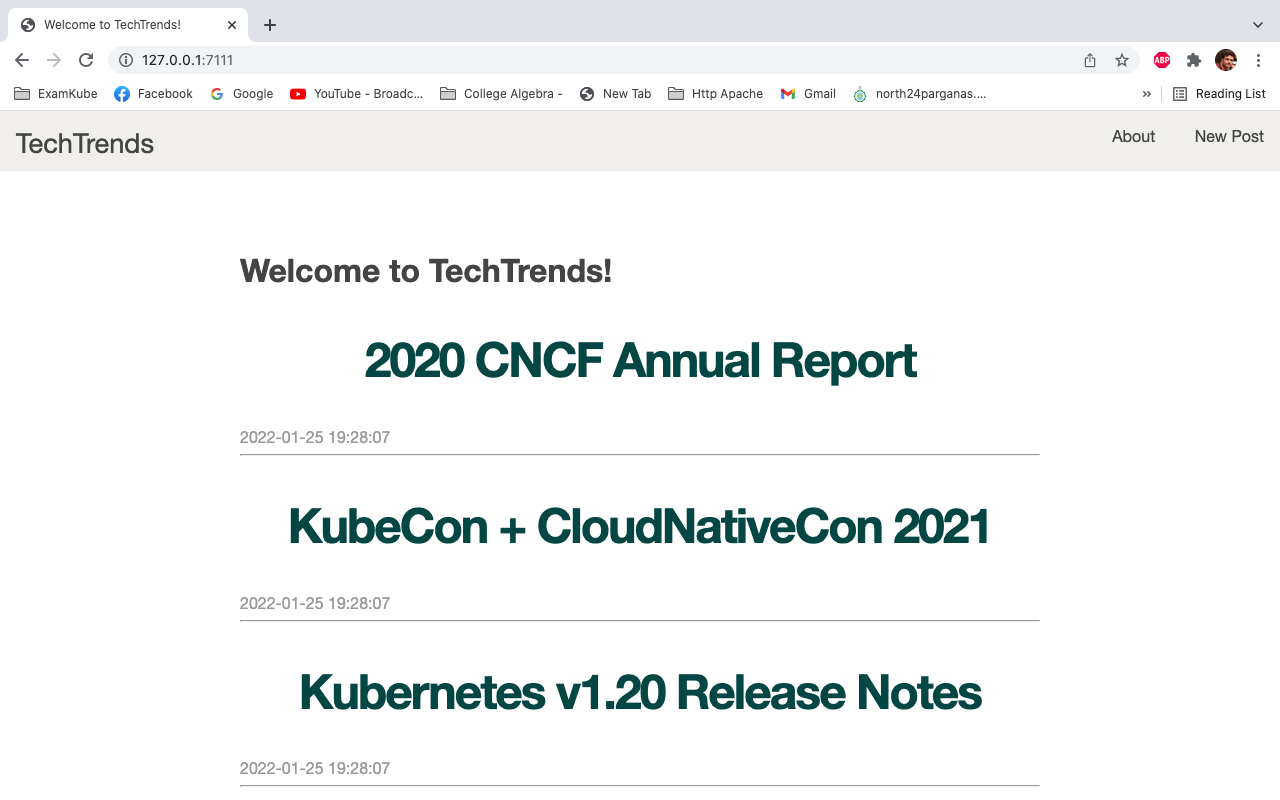 Welcome to TechTrends!
127.0.0.1:7111
ABP
ExamKube Facebook Google YouTube - Broadc... College Algebra - New Tab Http Apache Gmail north24parganas.... » Reading List
TechTrends About New Post
Welcome to TechTrends!
2020 CNCF Annual Report
2022-01-25 19:28:07
KubeCon + CloudNativeCon 2021
2022-01-25 19:28:07
Kubernetes v1.20 Release Notes
2022-01-25 19:28:07